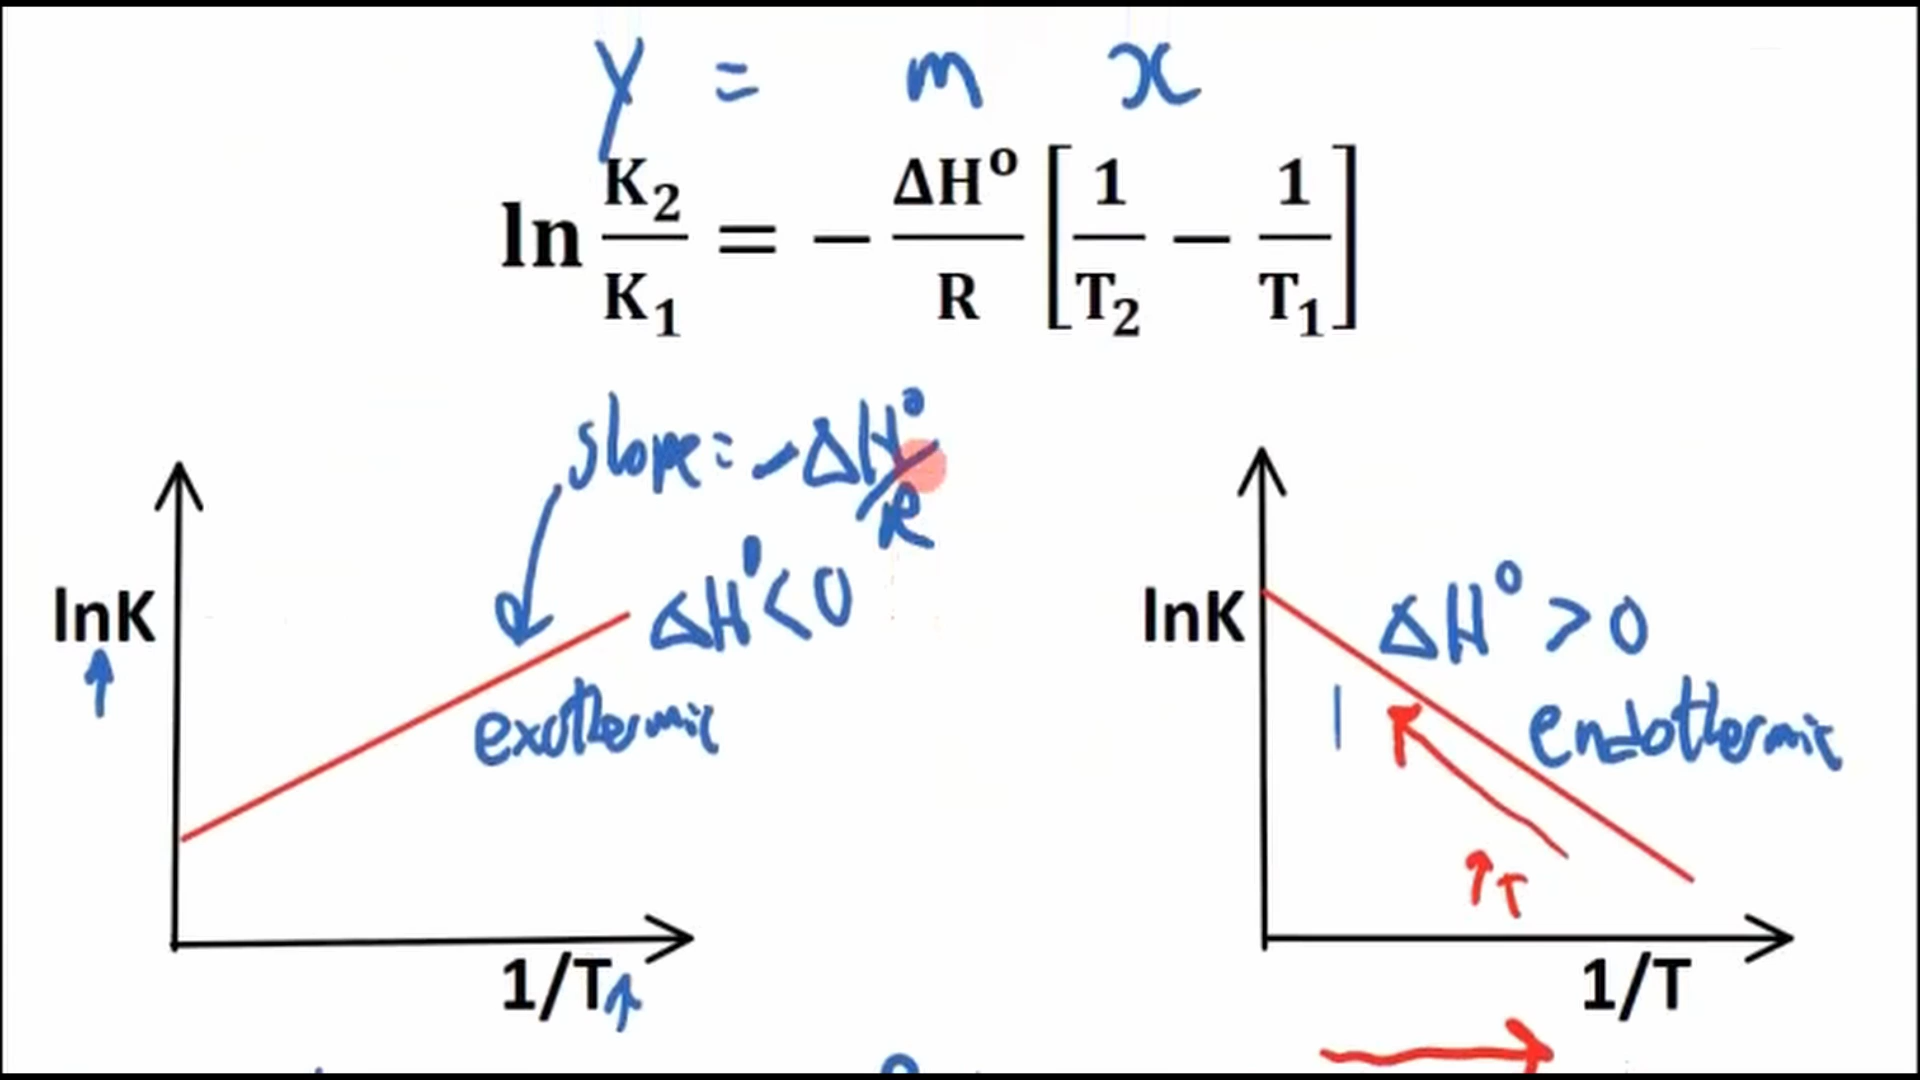 y = m x
ln K₂/K₁ = − ΔH°/R [1/T₂ − 1/T₁]
slope = -ΔH°/R
lnK ↑
ΔH° < 0
exothermic
1/T ↑
lnK
ΔH° > 0
endothermic
↑T
1/T